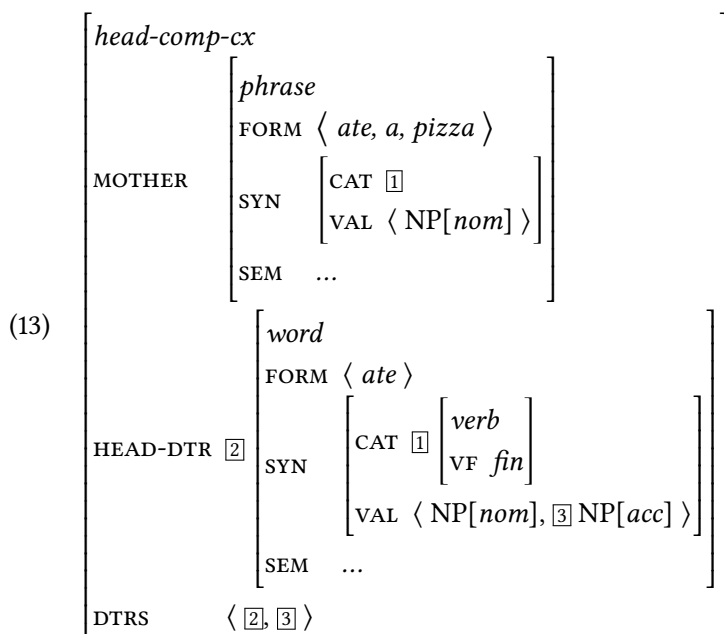 head-comp-cx
phrase
FORM ⟨ ate, a, pizza ⟩
CAT 1
MOTHER
SYN
VAL ⟨ NP[nom] ⟩
SEM ...
(13)
word
FORM ⟨ ate ⟩
verb
CAT 1
HEAD-DTR 2
VF fin
SYN
VAL ⟨ NP[nom], 3 NP[acc] ⟩
SEM ...
DTRS ⟨ 2, 3 ⟩